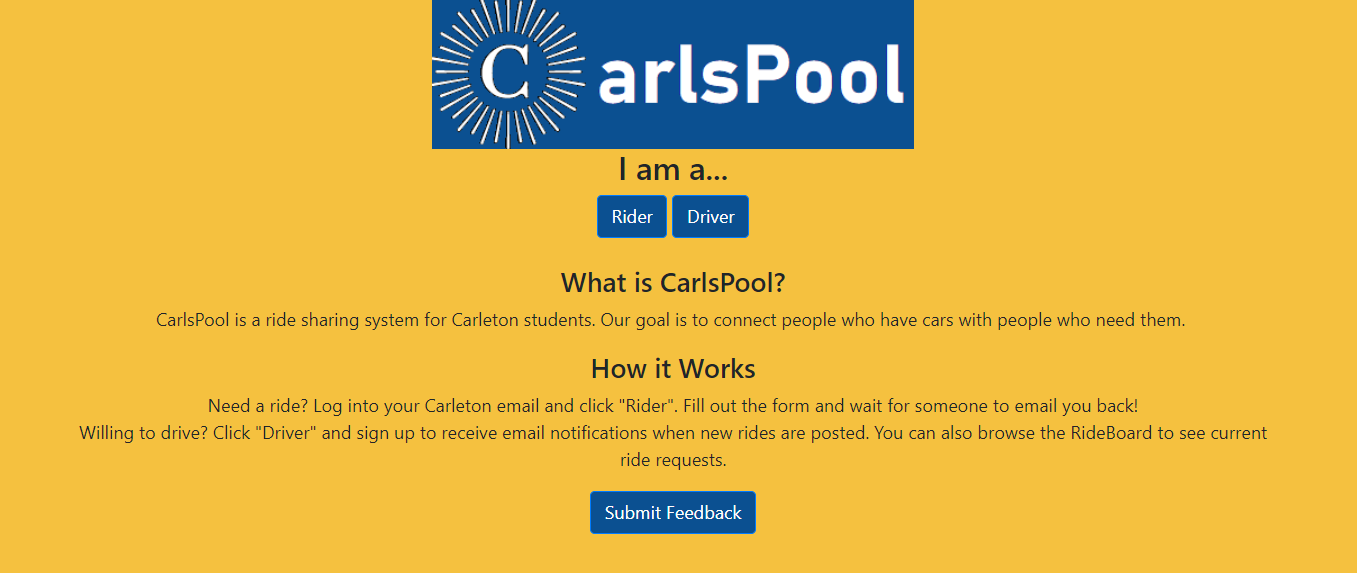 CarlsPool
I am a...
Rider Driver
What is CarlsPool?
CarlsPool is a ride sharing system for Carleton students. Our goal is to connect people who have cars with people who need them.
How it Works
Need a ride? Log into your Carleton email and click "Rider". Fill out the form and wait for someone to email you back!
Willing to drive? Click "Driver" and sign up to receive email notifications when new rides are posted. You can also browse the RideBoard to see current
ride requests.
Submit Feedback